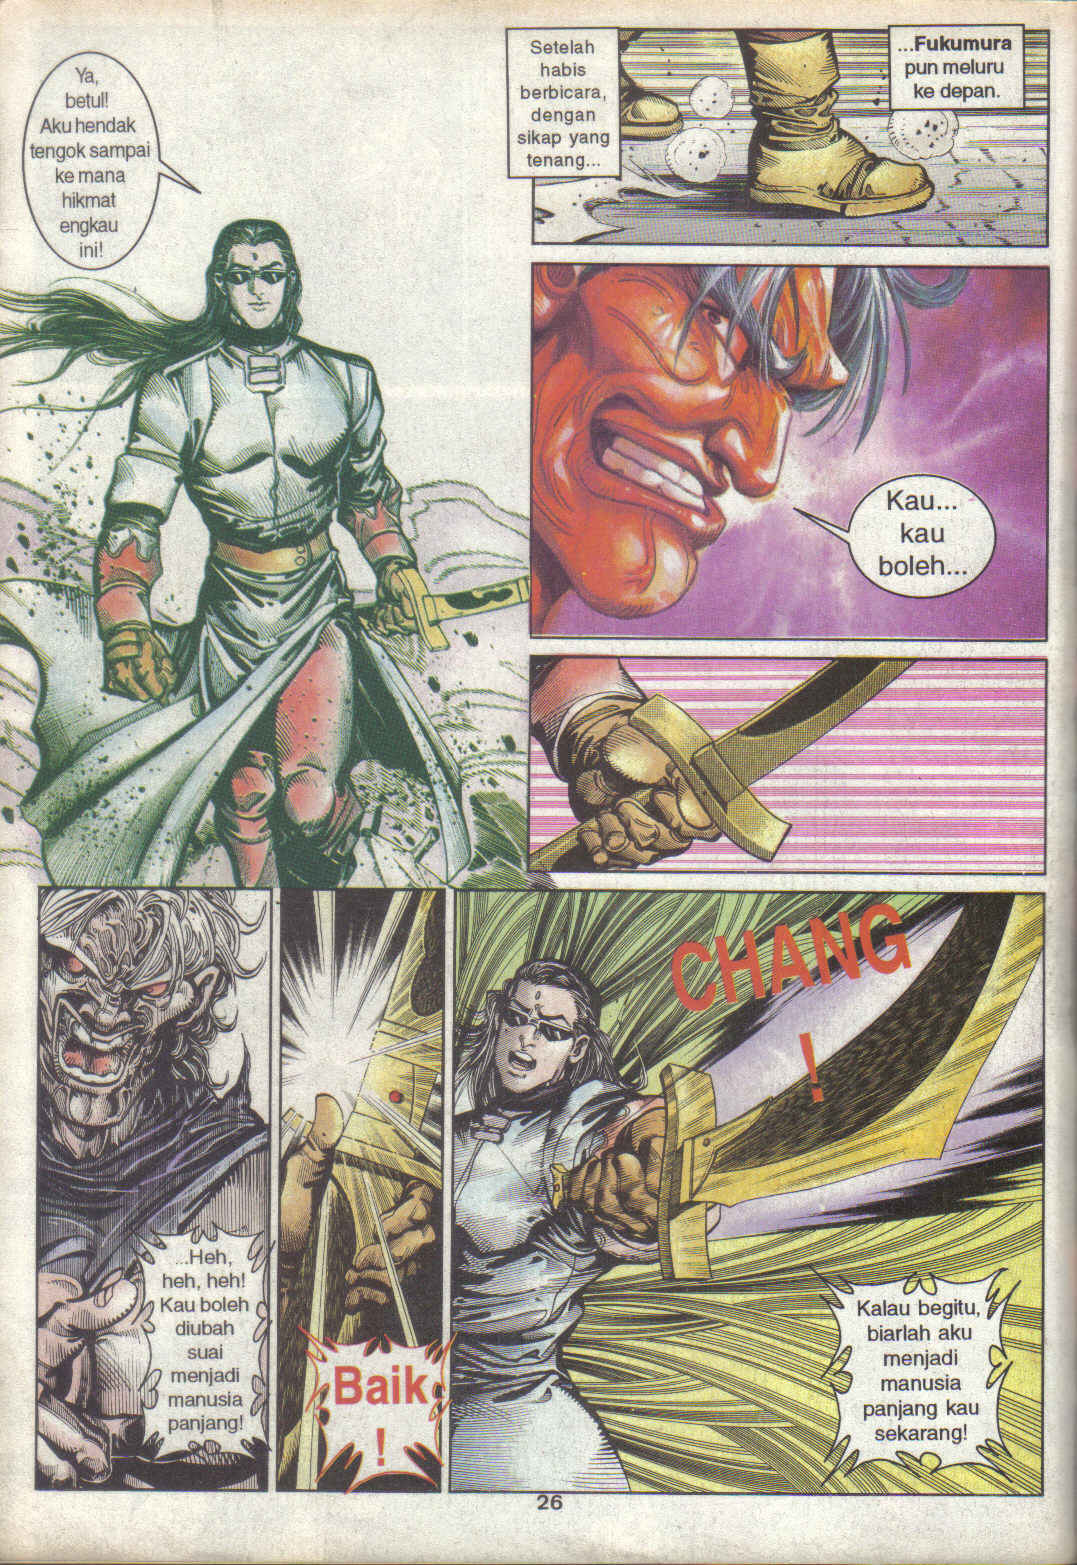 Ya,
betul!
Aku hendak
tengok sampai
ke mana
hikmat
engkau
ini!
Setelah
habis
berbicara,
dengan
sikap yang
tenang...
...Fukumura
pun meluru
ke depan.
Kau...
kau
boleh...
...Heh,
heh, heh!
Kau boleh
diubah
suai
menjadi
manusia
panjang!
Baik
!
CHANG
!
Kalau begitu,
biarlah aku
menjadi
manusia
panjang kau
sekarang!
26